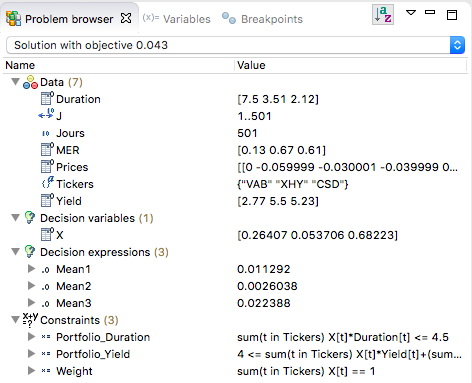 Problem browser (x)= Variables Breakpoints
Solution with objective 0.043
Name Value
Data (7)
Duration [7.5 3.51 2.12]
J 1..501
Jours 501
MER [0.13 0.67 0.61]
Prices [[0 -0.059999 -0.030001 -0.039999 0...
Tickers {"VAB" "XHY" "CSD"}
Yield [2.77 5.5 5.23]
Decision variables (1)
X [0.26407 0.053706 0.68223]
Decision expressions (3)
Mean1 0.011292
Mean2 0.0026038
Mean3 0.022388
Constraints (3)
Portfolio_Duration sum(t in Tickers) X[t]*Duration[t] <= 4.5
Portfolio_Yield 4 <= sum(t in Tickers) X[t]*Yield[t]+(sum...
Weight sum(t in Tickers) X[t] == 1